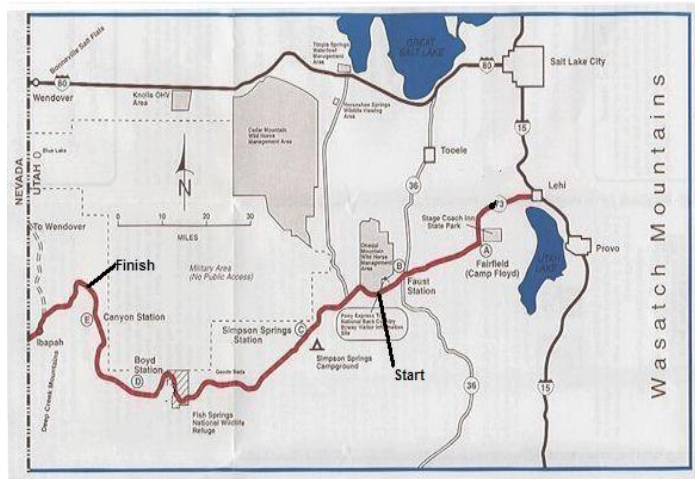 Bonneville Salt Flats
80
Wendover
Knolls OHV
Area
Timpie Springs
Waterfowl
Management
Area
GREAT
SALT LAKE
80
Salt Lake City
Horseshoe Springs
Wildlife Viewing
Area
Blue Lake
Cedar Mountain
Wild Horse
Management Area
Tooele
15
NEVADA
UTAH
N
36
Lehi
73
0
10
20
30
MILES
Stage Coach Inn
State Park
A
To Wendover
Finish
Military Area
(No Public Access)
Onaqui
Mountain
Wild Horse
Management
Area
B
Faust
Station
Fairfield
(Camp Floyd)
UTAH
LAKE
Provo
E
Canyon Station
Simpson Springs
Station
C
Pony Express Trail
National Back Country
Byway Visitor Information
Site
Ibapah
Boyd
Station
D
Geode Beds
Simpson Springs
Campground
Start
36
15
Deep Creek Mountains
Fish Springs
National Wildlife
Refuge
Wasatch Mountains